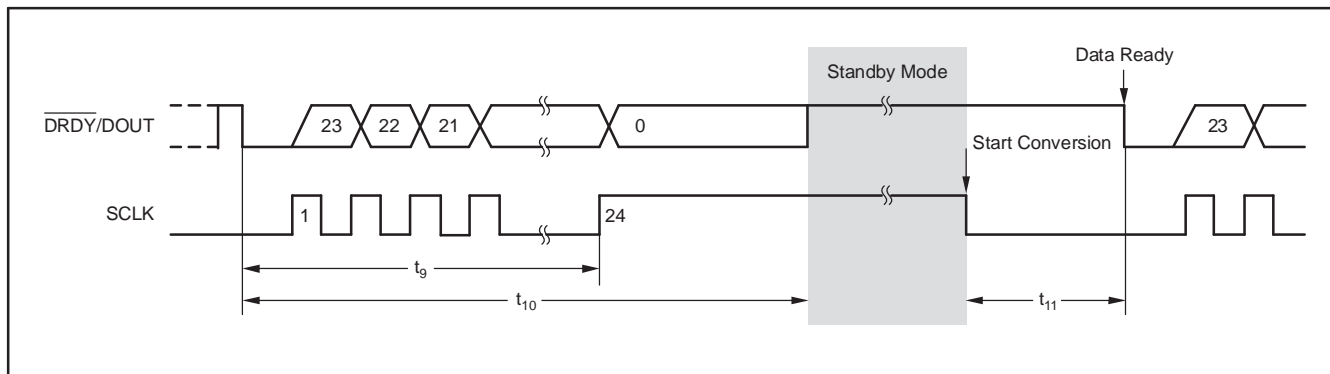 Data Ready
Standby Mode
DRDY/DOUT
23
22
21
0
Start Conversion
23
SCLK
1
24
t9
t10
t11